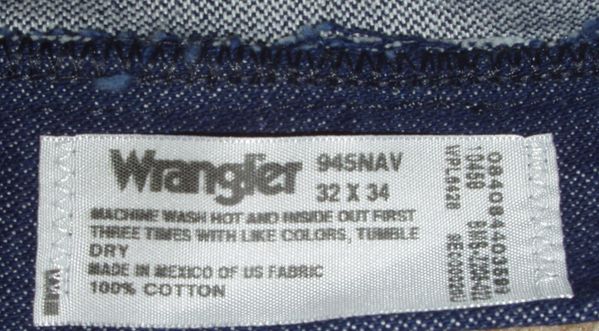 Wrangler 945NAV
32 X 34
MACHINE WASH HOT AND INSIDE OUT FIRST
THREE TIMES WITH LIKE COLORS, TUMBLE
DRY
MADE IN MEXICO OF US FABRIC
100% COTTON